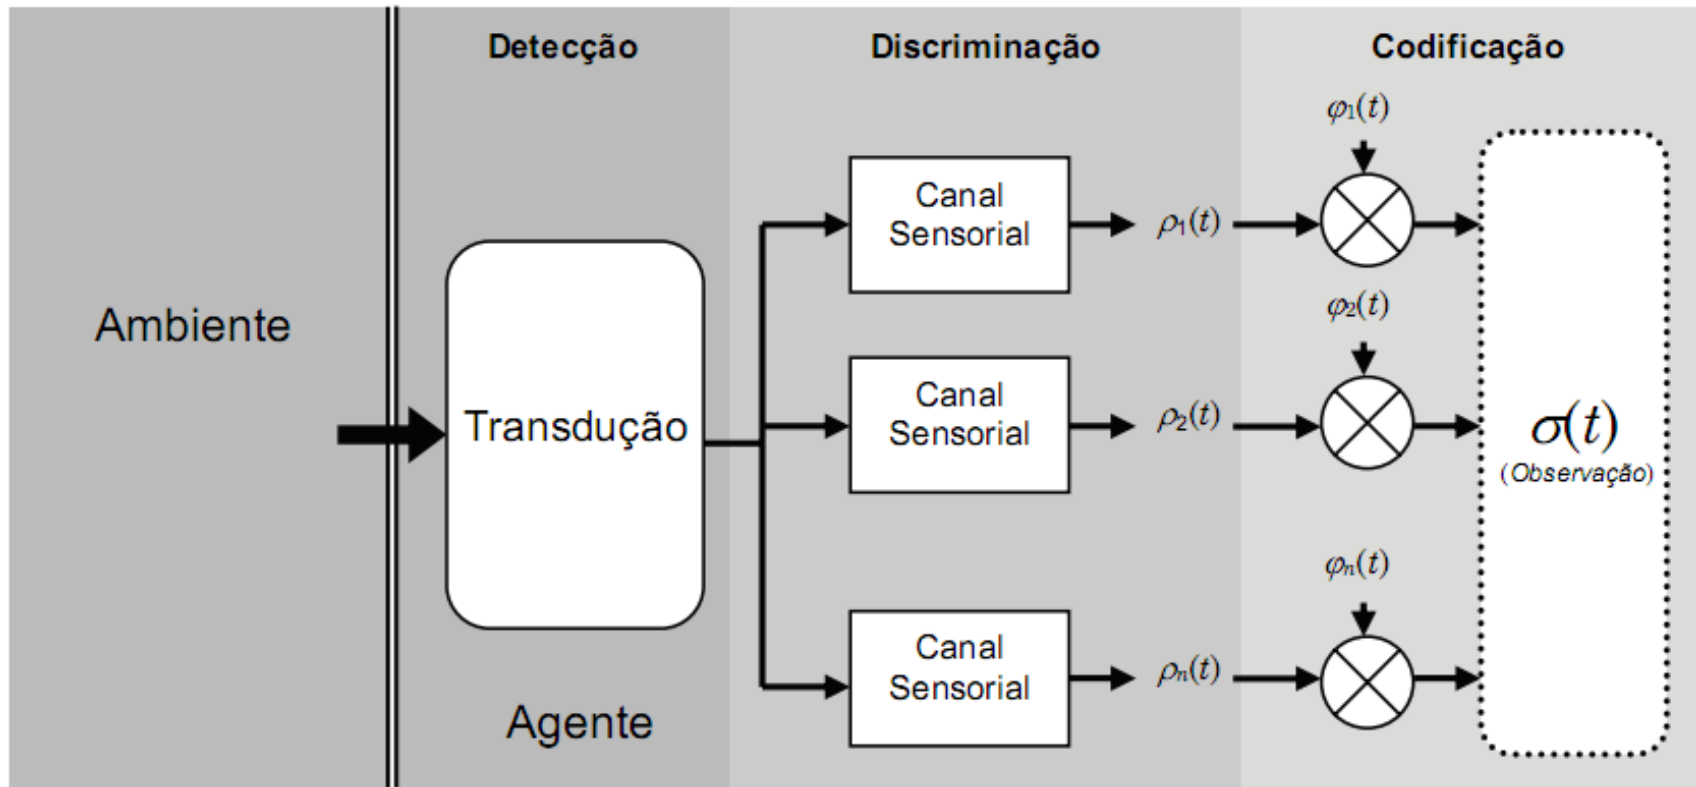 Detecção
Discriminação
Codificação
φ₁(t)
Canal
Sensorial
ρ₁(t)
φ₂(t)
Ambiente
Canal
Sensorial
ρ₂(t)
Transdução
σ(t)
(Observação)
φₙ(t)
Canal
Sensorial
ρₙ(t)
Agente